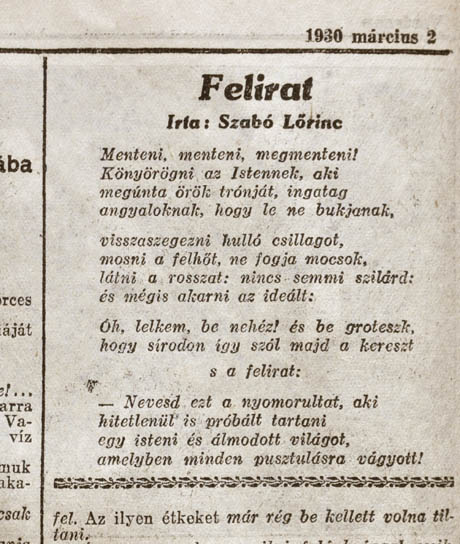 1930 március 2
Felirat
Irta: Szabó Lőrinc
Menteni, menteni, megmenteni!
Könyörögni az Istennek, aki
megúnta örök trónját, ingatag
angyaloknak, hogy le ne bukjanak,
visszaszegezni hulló csillagot,
mosni a felhőt, ne fogja mocsok,
látni a rosszat: nincs semmi szilárd:
és mégis akarni az ideált:
Óh, lelkem, be nehéz! és be groteszk,
hogy sírodon így szól majd a kereszt
s a felirat:
— Nevesd ezt a nyomorultat, aki
hitetlenül is próbált tartani
egy isteni és álmodott világot,
amelyben minden pusztulásra vágyott!
fel. Az ilyen étkeket már rég be kellett volna til-
tani.
ába
örces
iáját
e!...
arra
Va-
víz
muk
aka-
csak